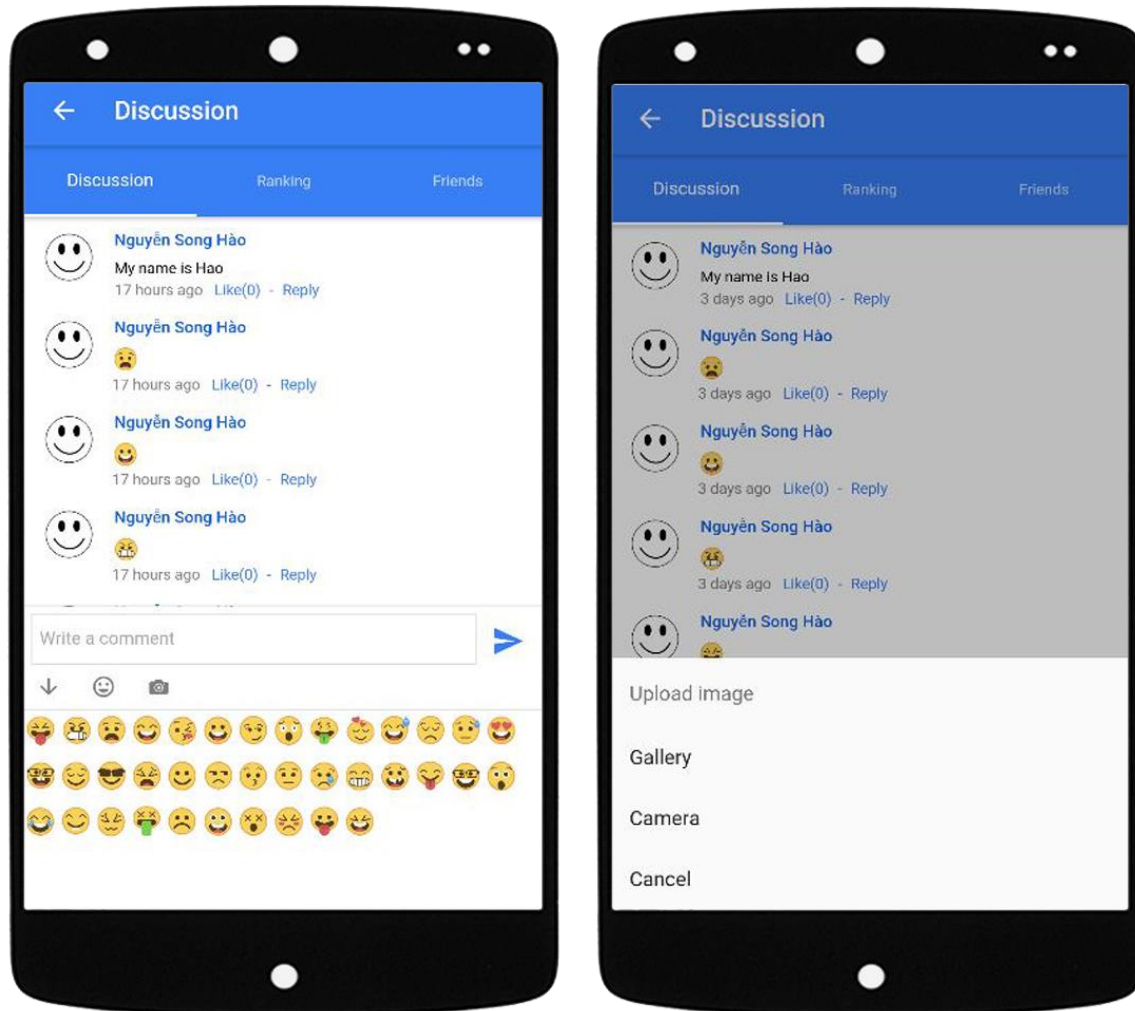 Discussion
Discussion Ranking Friends
Nguyễn Song Hào
My name is Hao
17 hours ago Like(0) - Reply
Nguyễn Song Hào
17 hours ago Like(0) - Reply
Nguyễn Song Hào
17 hours ago Like(0) - Reply
Nguyễn Song Hào
17 hours ago Like(0) - Reply
Write a comment
Discussion
Discussion Ranking Friends
Nguyễn Song Hào
My name is Hao
3 days ago Like(0) - Reply
Nguyễn Song Hào
3 days ago Like(0) - Reply
Nguyễn Song Hào
3 days ago Like(0) - Reply
Nguyễn Song Hào
3 days ago Like(0) - Reply
Nguyễn Song Hào
Upload image
Gallery
Camera
Cancel